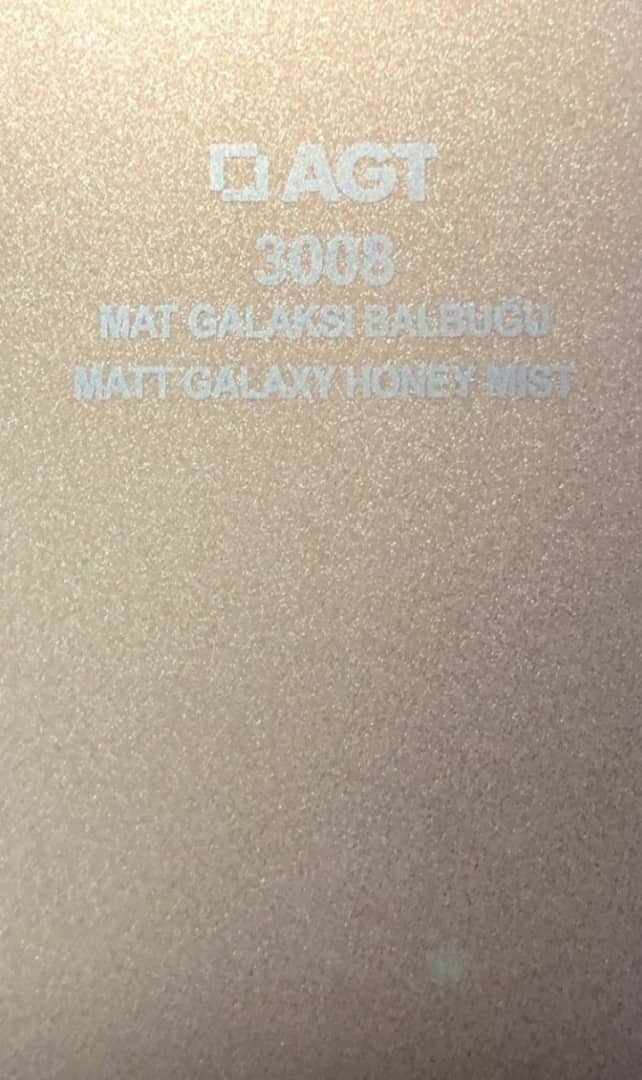 AGT
3008
MAT GALAKSİ BALBUĞU
MATT GALAXY HONEY MIST